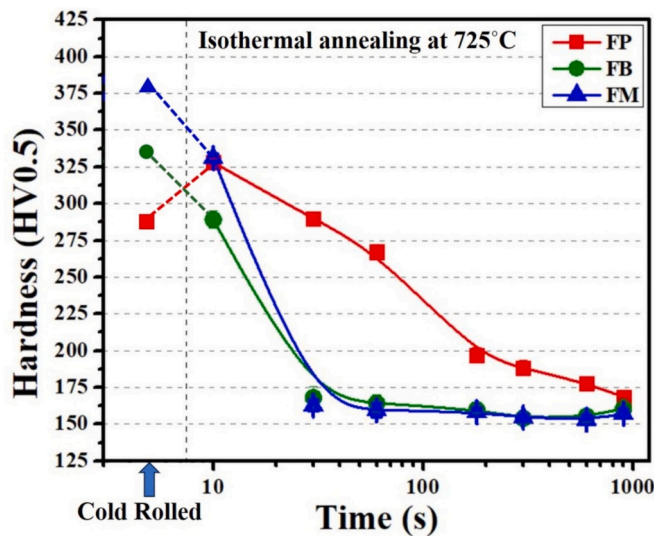 Isothermal annealing at 725°C
FP
FB
FM
425
400
375
350
325
300
275
250
225
200
175
150
125
Hardness (HV0.5)
10
100
1000
Cold Rolled
Time (s)